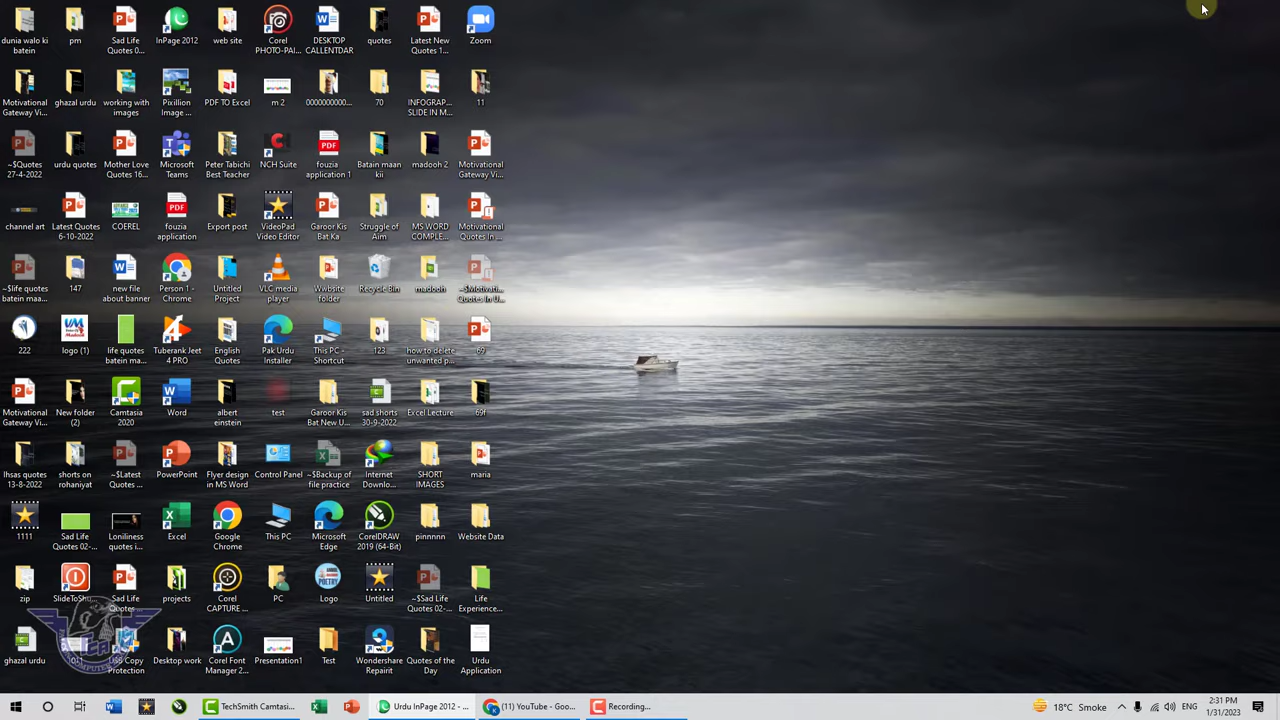 dunia walo ki
batein
pm
Sad Life
Quotes 0...
InPage 2012
web site
Corel
PHOTO-PAI...
DESKTOP
CALLENTDAR
quotes
Latest New
Quotes 1...
Zoom
Motivational
Gateway Vi...
ghazal urdu
working with
images
Pixillion
Image ...
PDF TO Excel
m 2
0000000000...
70
INFOGRAP...
SLIDE IN M...
11
~$Quotes
27-4-2022
urdu quotes
Mother Love
Quotes 16...
Microsoft
Teams
Peter Tabichi
Best Teacher
NCH Suite
fouzia
application 1
Batain maan
kii
madooh 2
Motivational
Gateway Vi...
channel art
Latest Quotes
6-10-2022
COEREL
fouzia
application
Export post
VideoPad
Video Editor
Garoor Kis
Bat Ka
Struggle of
Aim
MS WORD
COMPLE...
Motivational
Quotes In ...
~$life quotes
batein maa...
147
new file
about banner
Person 1 -
Chrome
Untitled
Project
VLC media
player
Wwbsite
folder
Recycle Bin
madooh
~$Motivati...
Quotes In U...
222
logo (1)
life quotes
batein ma...
Tuberank Jeet
4 PRO
English
Quotes
Pak Urdu
Installer
This PC -
Shortcut
123
how to delete
unwanted p...
69
Motivational
Gateway Vi...
New folder
(2)
Camtasia
2020
Word
albert
einstein
test
Garoor Kis
Bat New U...
sad shorts
30-9-2022
Excel Lecture
69f
Ihsas quotes
13-8-2022
shorts on
rohaniyat
~$Latest
Quotes ...
PowerPoint
Flyer design
in MS Word
Control Panel
~$Backup of
file practice
Internet
Downlo...
SHORT
IMAGES
maria
1111
Sad Life
Quotes 02-...
Lonliness
quotes i...
Excel
Google
Chrome
This PC
Microsoft
Edge
CorelDRAW
2019 (64-Bit)
pinnnnn
Website Data
zip
SlideToSh...
Sad Life
Quotes ...
projects
Corel
CAPTURE ...
PC
Logo
Untitled
~$Sad Life
Quotes 02-...
Life
Experience...
ghazal urdu
Copy
Protection
Desktop work
Corel Font
Manager 2...
Presentation1
Test
Wondershare
Repairit
Quotes of the
Day
Urdu
Application
TechSmith Camtasi...
Urdu InPage 2012 - ...
(11) YouTube - Goo...
Recording...
18°C Smoke
ENG
2:31 PM
1/31/2023